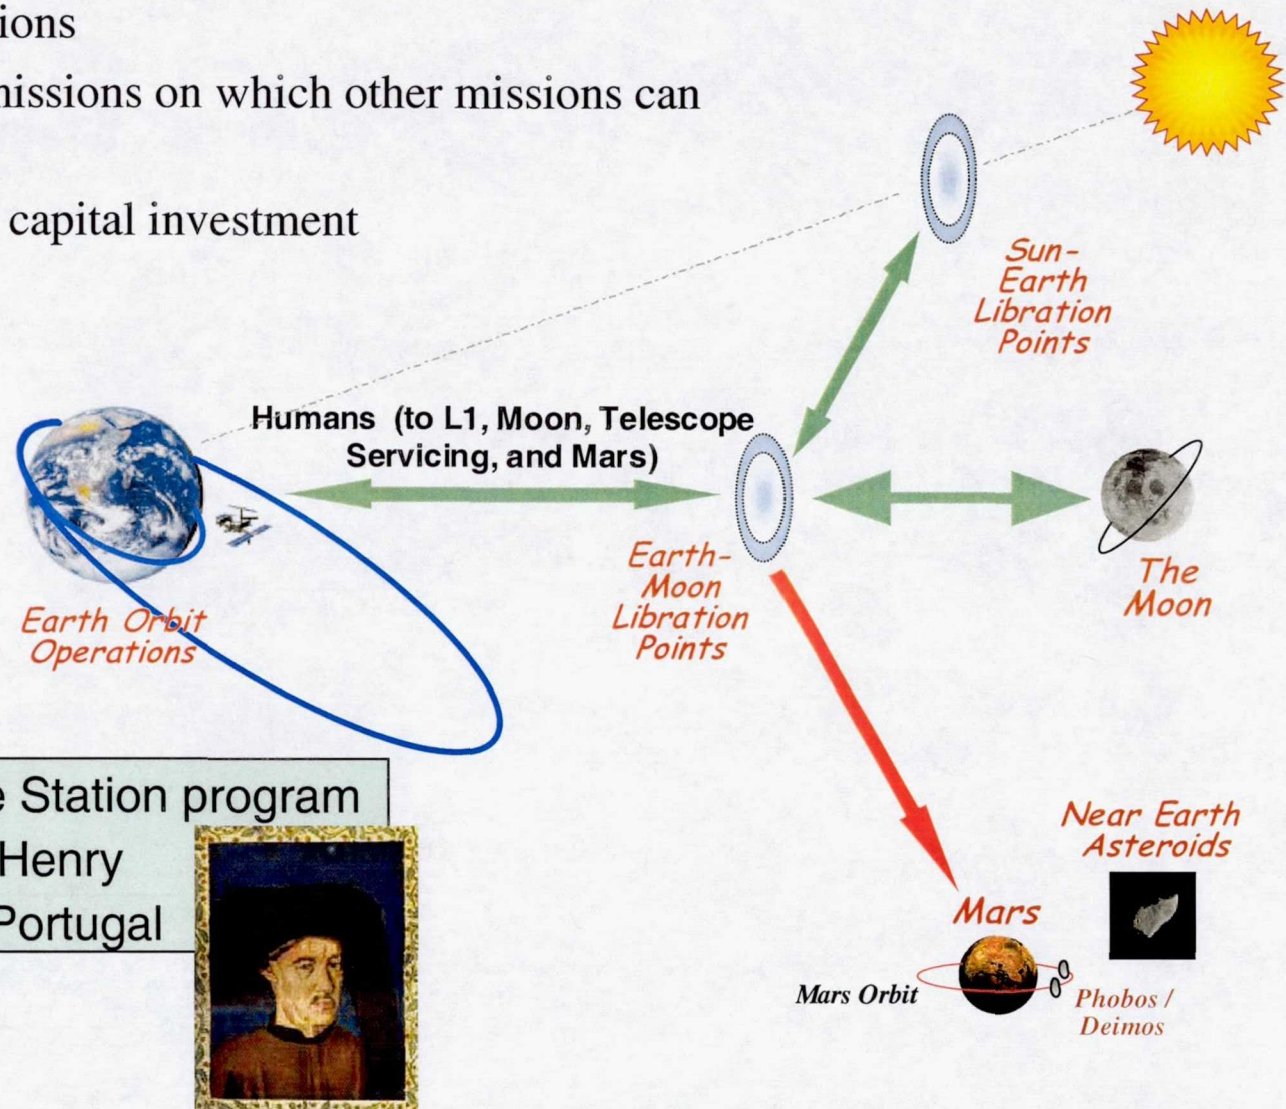 ions
missions on which other missions can
capital investment
Sun-
Earth
Libration
Points
Humans (to L1, Moon, Telescope
Servicing, and Mars)
Earth-
Moon
Libration
Points
The
Moon
Earth Orbit
Operations
e Station program
Henry
Portugal
Near Earth
Asteroids
Mars
Mars Orbit
Phobos /
Deimos